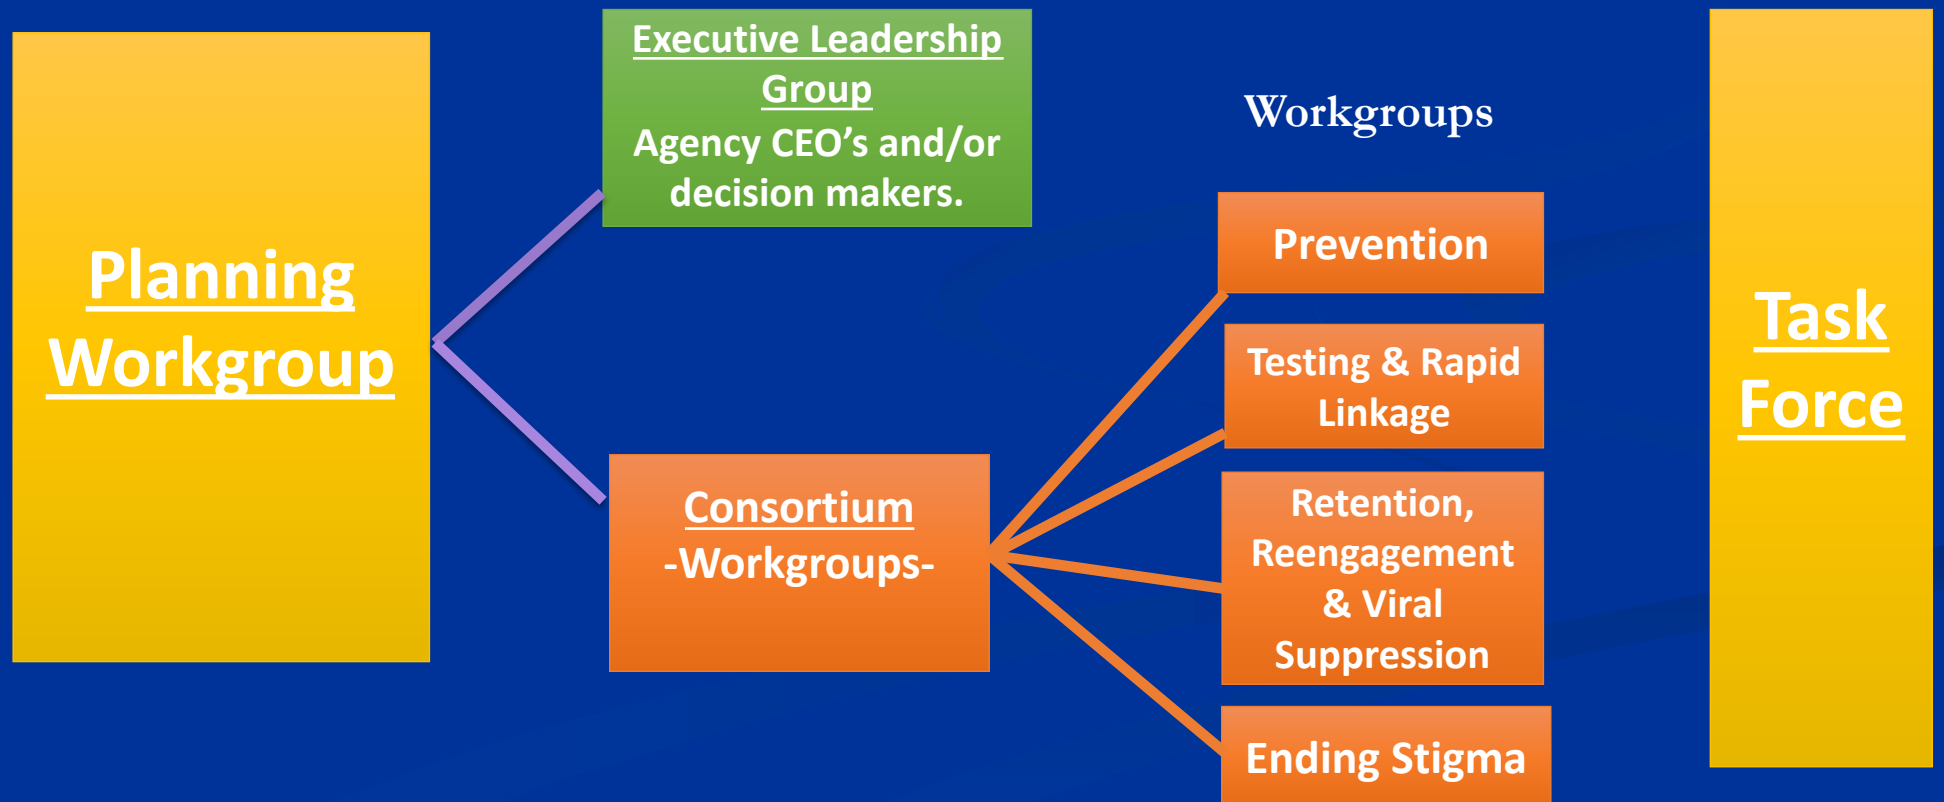 Planning
Workgroup
Executive Leadership
Group
Agency CEO’s and/or
decision makers.
Consortium
-Workgroups-
Workgroups
Prevention
Testing & Rapid
Linkage
Retention,
Reengagement
& Viral
Suppression
Ending Stigma
Task
Force